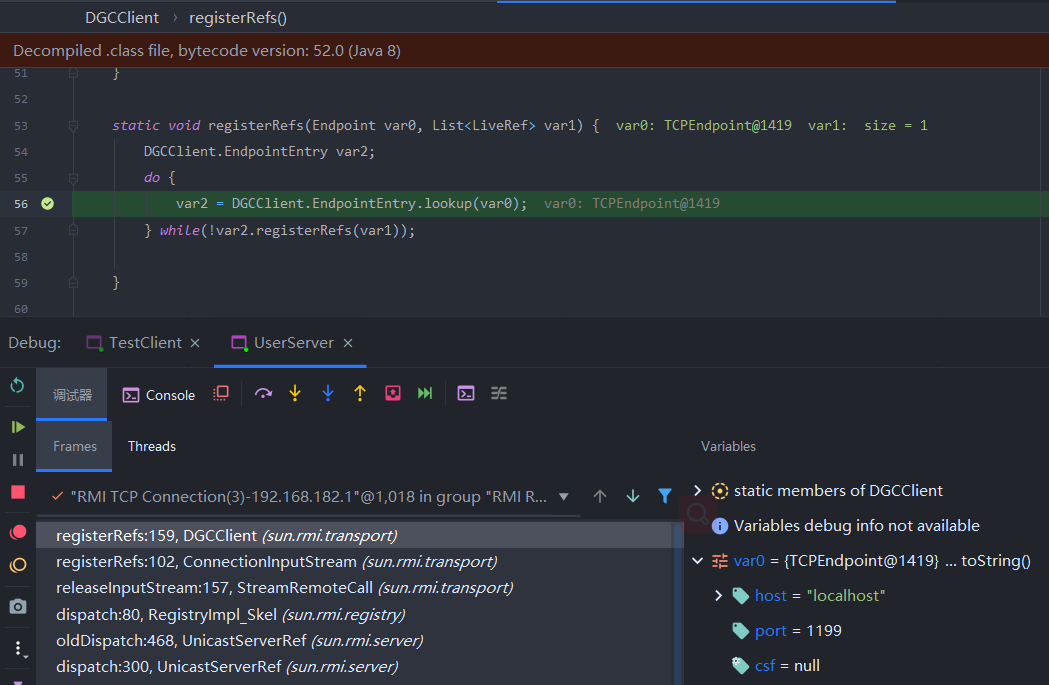 DGCClient › registerRefs()
Decompiled .class file, bytecode version: 52.0 (Java 8)
51 }
52
53 static void registerRefs(Endpoint var0, List<LiveRef> var1) { var0: TCPEndpoint@1419 var1: size = 1
54 DGCClient.EndpointEntry var2;
55 do {
56 var2 = DGCClient.EndpointEntry.lookup(var0); var0: TCPEndpoint@1419
57 } while(!var2.registerRefs(var1));
58
59 }
60
Debug: TestClient × UserServer ×
调试器 Console
Frames Threads Variables
"RMI TCP Connection(3)-192.168.182.1"@1,018 in group "RMI R...
registerRefs:159, DGCClient (sun.rmi.transport)
registerRefs:102, ConnectionInputStream (sun.rmi.transport)
releaseInputStream:157, StreamRemoteCall (sun.rmi.transport)
dispatch:80, RegistryImpl_Skel (sun.rmi.registry)
oldDispatch:468, UnicastServerRef (sun.rmi.server)
dispatch:300, UnicastServerRef (sun.rmi.server)
static members of DGCClient
Variables debug info not available
var0 = {TCPEndpoint@1419} ... toString()
host = "localhost"
port = 1199
csf = null